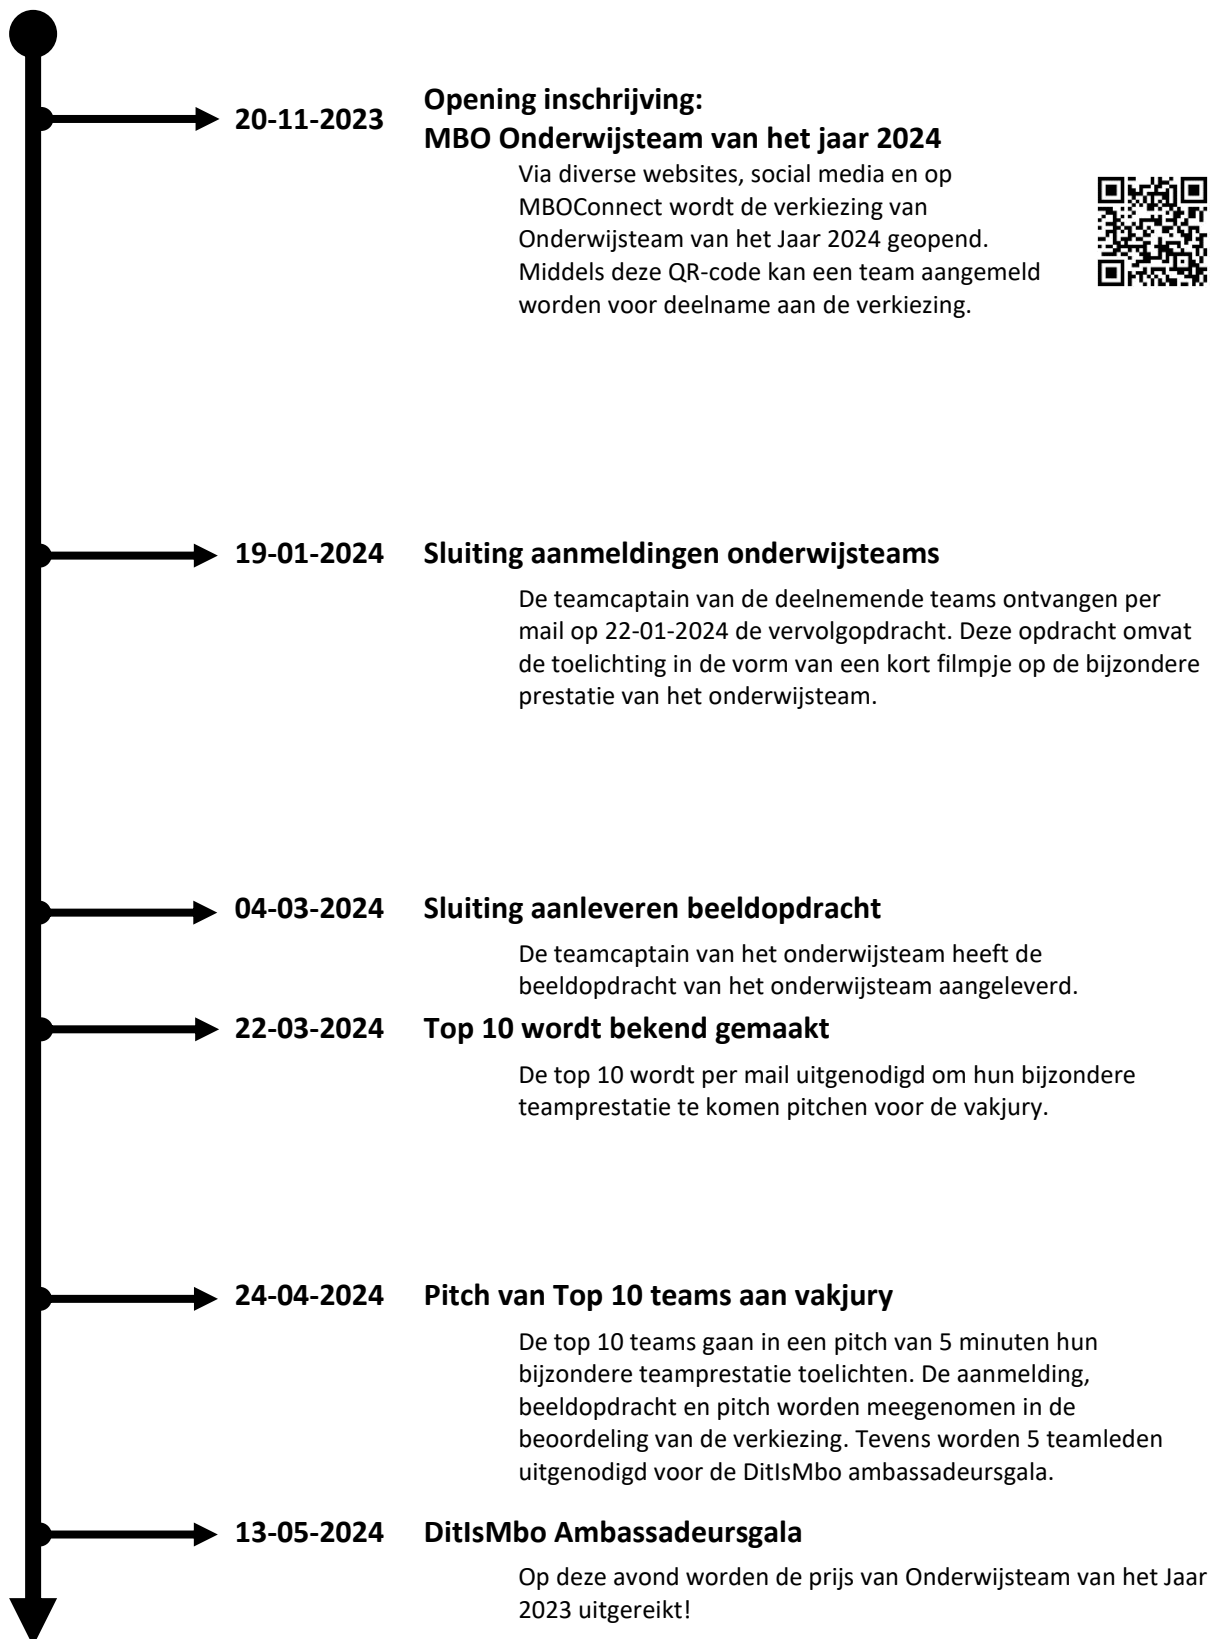 20-11-2023
Opening inschrijving:
MBO Onderwijsteam van het jaar 2024
Via diverse websites, social media en op
MBOConnect wordt de verkiezing van
Onderwijsteam van het Jaar 2024 geopend.
Middels deze QR-code kan een team aangemeld
worden voor deelname aan de verkiezing.
19-01-2024 Sluiting aanmeldingen onderwijsteams
De teamcaptain van de deelnemende teams ontvangen per
mail op 22-01-2024 de vervolgopdracht. Deze opdracht omvat
de toelichting in de vorm van een kort filmpje op de bijzondere
prestatie van het onderwijsteam.
04-03-2024 Sluiting aanleveren beeldopdracht
De teamcaptain van het onderwijsteam heeft de
beeldopdracht van het onderwijsteam aangeleverd.
22-03-2024 Top 10 wordt bekend gemaakt
De top 10 wordt per mail uitgenodigd om hun bijzondere
teamprestatie te komen pitchen voor de vakjury.
24-04-2024 Pitch van Top 10 teams aan vakjury
De top 10 teams gaan in een pitch van 5 minuten hun
bijzondere teamprestatie toelichten. De aanmelding,
beeldopdracht en pitch worden meegenomen in de
beoordeling van de verkiezing. Tevens worden 5 teamleden
uitgenodigd voor de DitIsMbo ambassadeursgala.
13-05-2024 DitIsMbo Ambassadeursgala
Op deze avond worden de prijs van Onderwijsteam van het Jaar
2023 uitgereikt!